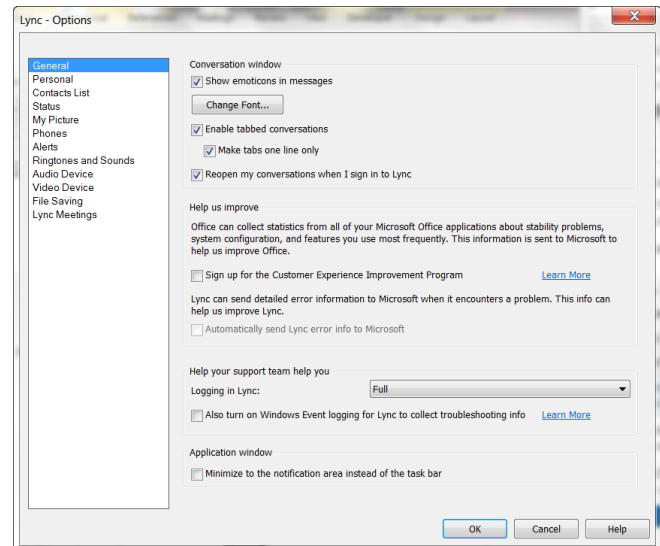 Lync - Options
General
Personal
Contacts List
Status
My Picture
Phones
Alerts
Ringtones and Sounds
Audio Device
Video Device
File Saving
Lync Meetings
Conversation window
Show emoticons in messages
Change Font...
Enable tabbed conversations
Make tabs one line only
Reopen my conversations when I sign in to Lync
Help us improve
Office can collect statistics from all of your Microsoft Office applications about stability problems,
system configuration, and features you use most frequently. This information is sent to Microsoft to
help us improve Office.
Sign up for the Customer Experience Improvement Program Learn More
Lync can send detailed error information to Microsoft when it encounters a problem. This info can
help us improve Lync.
Automatically send Lync error info to Microsoft
Help your support team help you
Logging in Lync: Full
Also turn on Windows Event logging for Lync to collect troubleshooting info Learn More
Application window
Minimize to the notification area instead of the task bar
OK Cancel Help